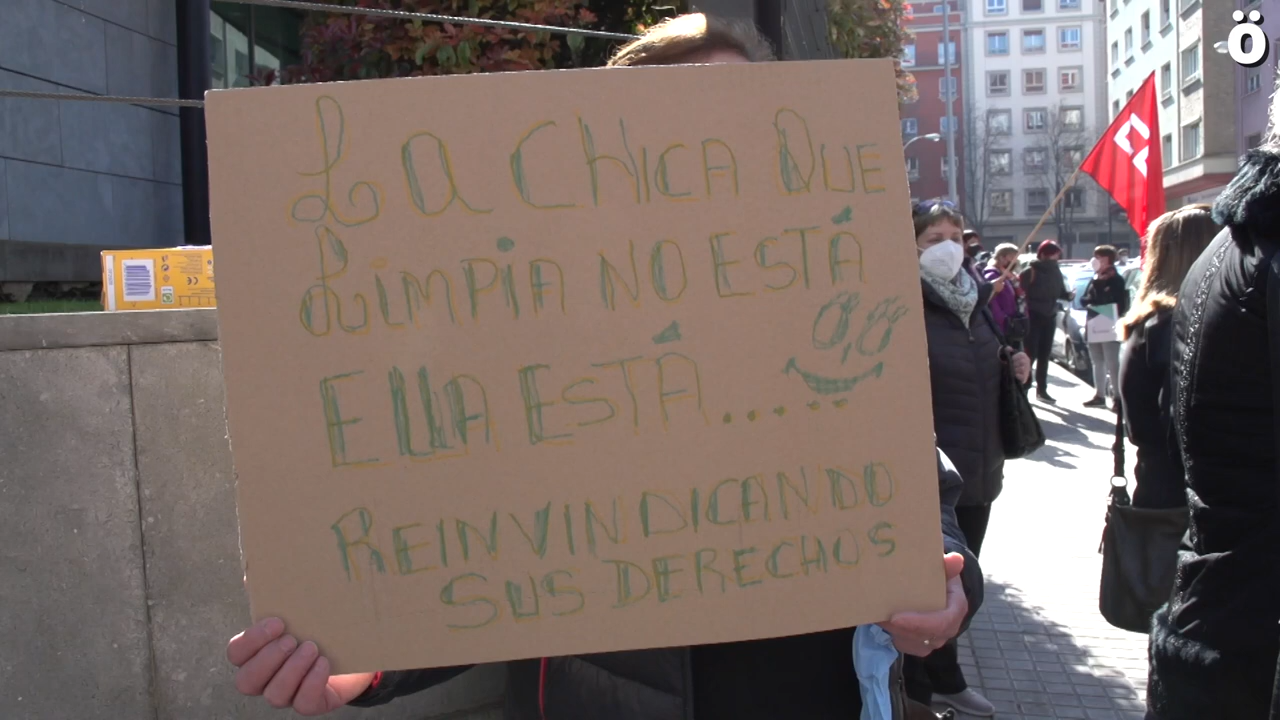 La CHICA QUE
LiMPiA NO ESTÁ
ELLA ESTÁ......
REINVINDICANDO
SUS DERECHOS
ö